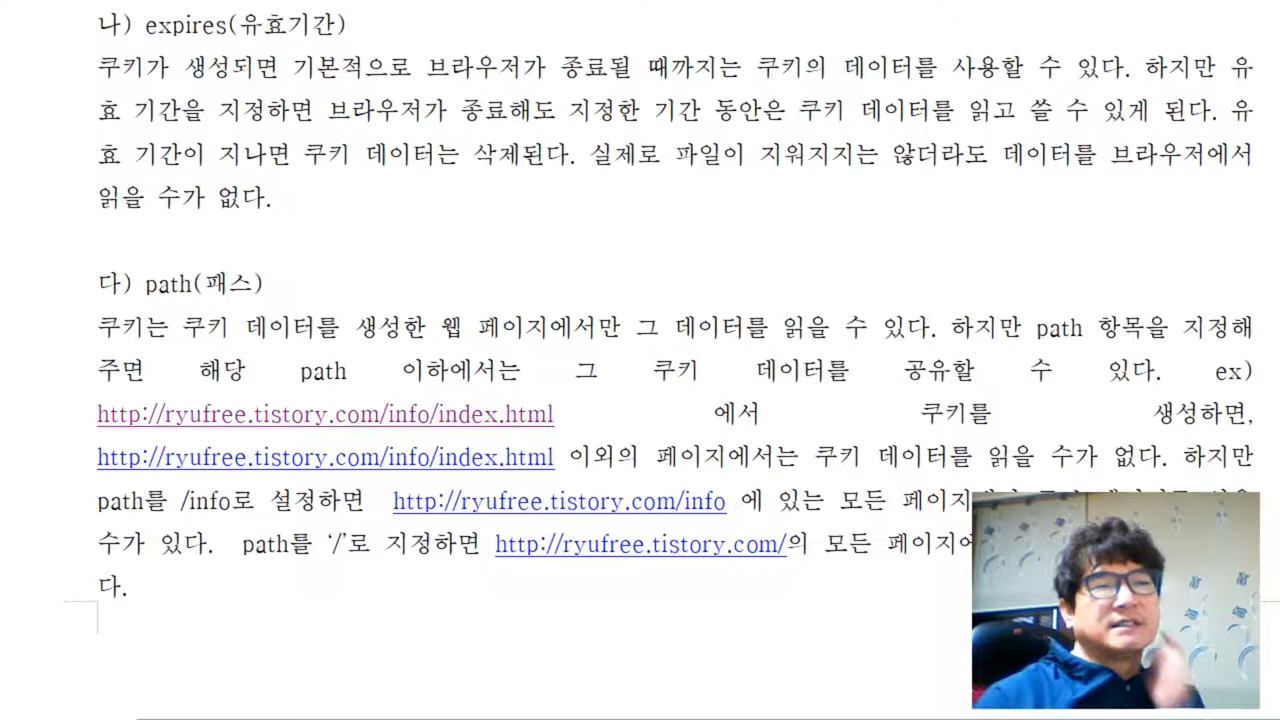 나) expires(유효기간)
쿠키가 생성되면 기본적으로 브라우저가 종료될 때까지는 쿠키의 데이터를 사용할 수 있다. 하지만 유
효 기간을 지정하면 브라우저가 종료해도 지정한 기간 동안은 쿠키 데이터를 읽고 쓸 수 있게 된다. 유
효 기간이 지나면 쿠키 데이터는 삭제된다. 실제로 파일이 지워지지는 않더라도 데이터를 브라우저에서
읽을 수가 없다.
다) path(패스)
쿠키는 쿠키 데이터를 생성한 웹 페이지에서만 그 데이터를 읽을 수 있다. 하지만 path 항목을 지정해
주면 해당 path 이하에서는 그 쿠키 데이터를 공유할 수 있다. ex)
http://ryufree.tistory.com/info/index.html 에서 쿠키를 생성하면,
http://ryufree.tistory.com/info/index.html 이외의 페이지에서는 쿠키 데이터를 읽을 수가 없다. 하지만
path를 /info로 설정하면 http://ryufree.tistory.com/info 에 있는 모든
수가 있다. path를 ‘/’로 지정하면 http://ryufree.tistory.com/의 모든
다.